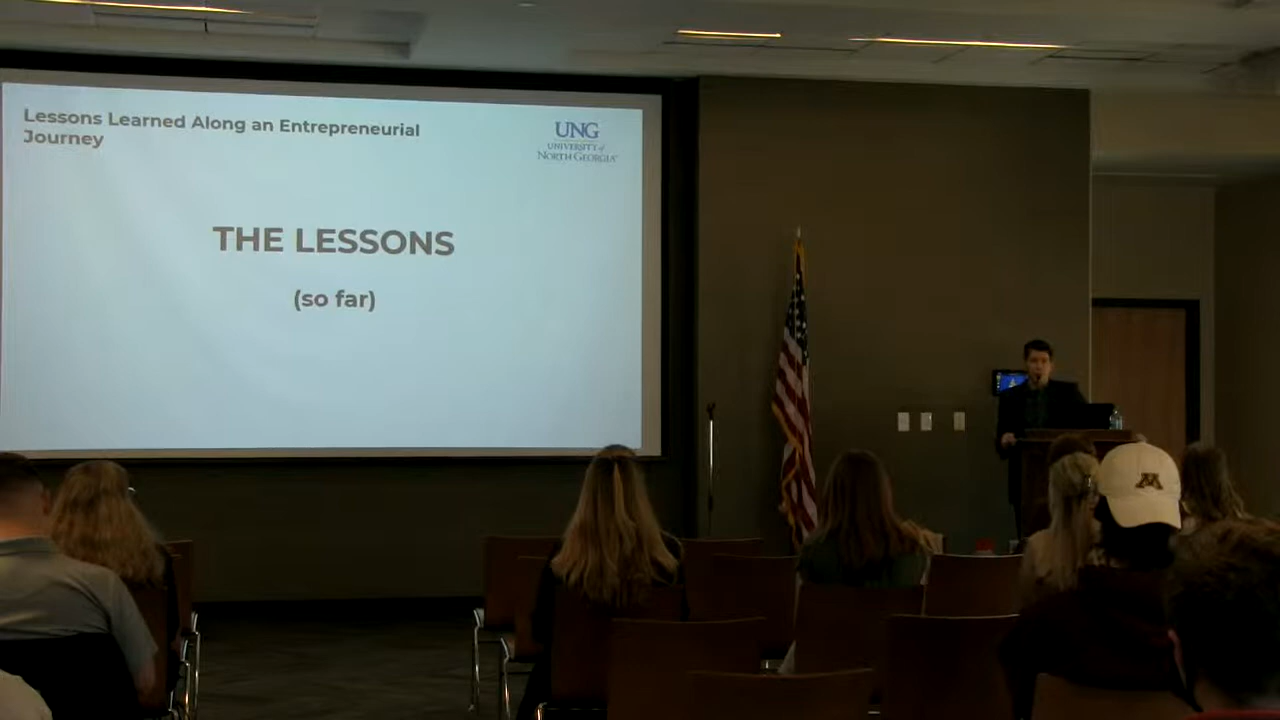 Lessons Learned Along an Entrepreneurial
Journey
UNG
UNIVERSITY of
NORTH GEORGIA
THE LESSONS
(so far)
M